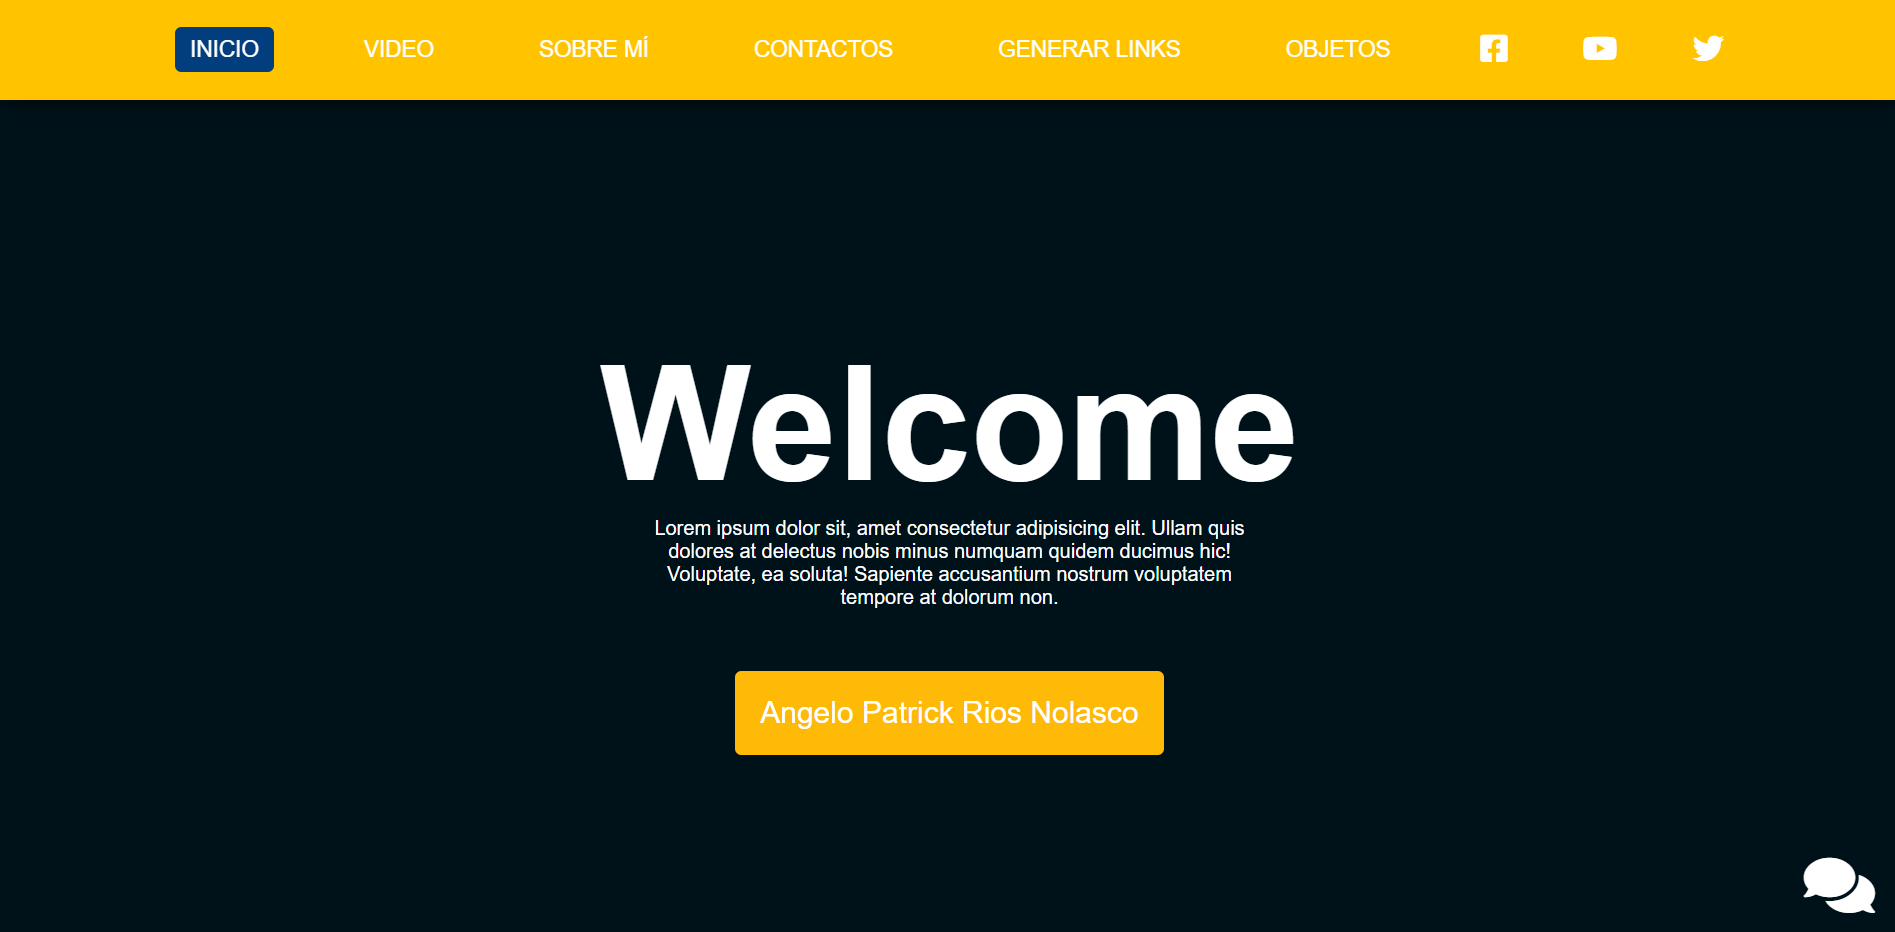 INICIO VIDEO SOBRE MÍ CONTACTOS GENERAR LINKS OBJETOS
Welcome
Lorem ipsum dolor sit, amet consectetur adipisicing elit. Ullam quis
dolores at delectus nobis minus numquam quidem ducimus hic!
Voluptate, ea soluta! Sapiente accusantium nostrum voluptatem
tempore at dolorum non.
Angelo Patrick Rios Nolasco